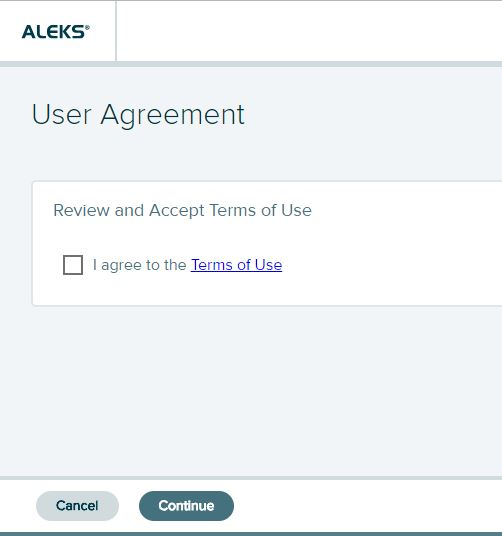 ALEKS®
User Agreement
Review and Accept Terms of Use
I agree to the Terms of Use
Cancel
Continue